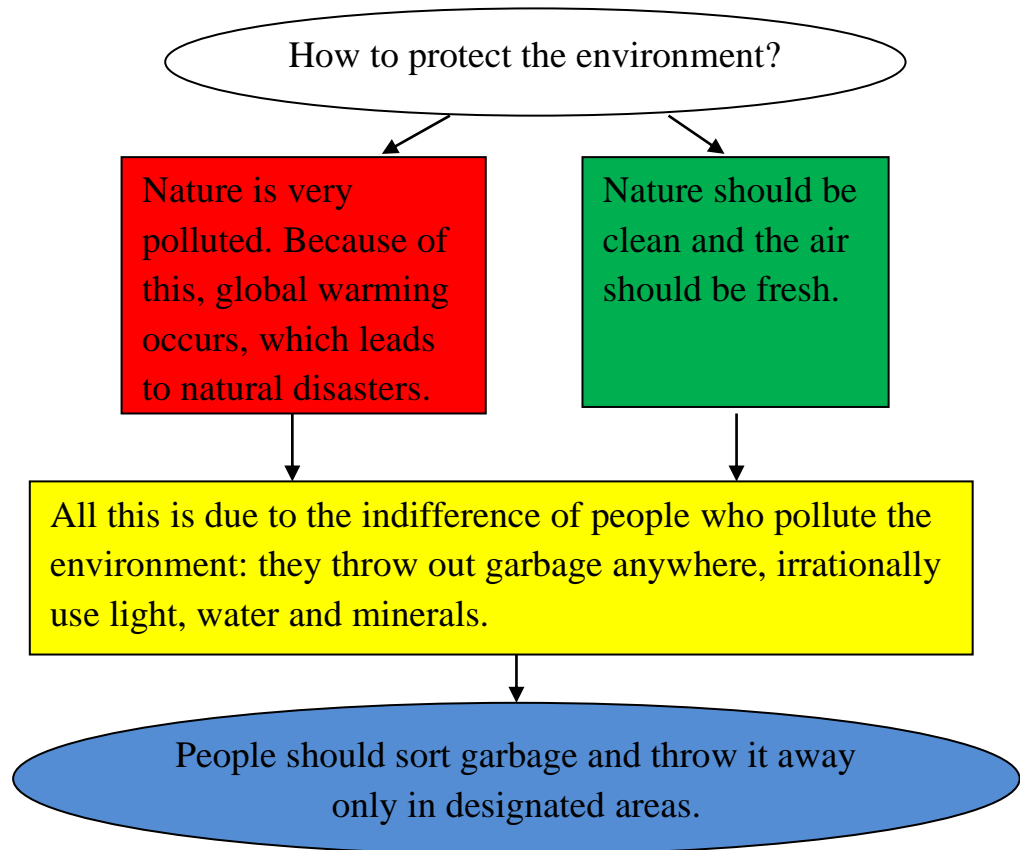 How to protect the environment?
Nature is very
polluted. Because of
this, global warming
occurs, which leads
to natural disasters.
Nature should be
clean and the air
should be fresh.
All this is due to the indifference of people who pollute the
environment: they throw out garbage anywhere, irrationally
use light, water and minerals.
People should sort garbage and throw it away
only in designated areas.